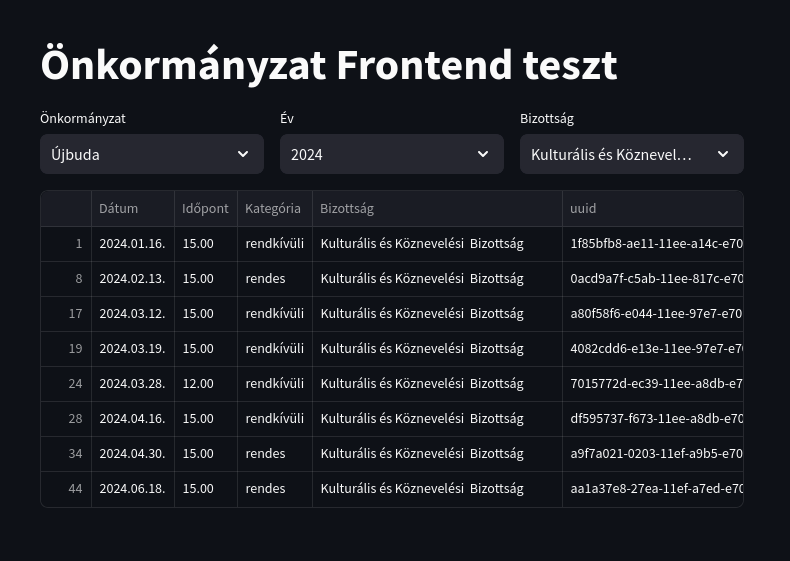 Önkormányzat Frontend teszt
Önkormányzat Év Bizottság
Újbuda 2024 Kulturális és Köznevel…
Dátum Időpont Kategória Bizottság uuid
1 2024.01.16. 15.00 rendkívüli Kulturális és Köznevelési  Bizottság 1f85bfb8-ae11-11ee-a14c-e70
8 2024.02.13. 15.00 rendes Kulturális és Köznevelési  Bizottság 0acd9a7f-c5ab-11ee-817c-e70
17 2024.03.12. 15.00 rendkívüli Kulturális és Köznevelési  Bizottság a80f58f6-e044-11ee-97e7-e70
19 2024.03.19. 15.00 rendkívüli Kulturális és Köznevelési  Bizottság 4082cdd6-e13e-11ee-97e7-e70
24 2024.03.28. 12.00 rendkívüli Kulturális és Köznevelési  Bizottság 7015772d-ec39-11ee-a8db-e7
28 2024.04.16. 15.00 rendkívüli Kulturális és Köznevelési  Bizottság df595737-f673-11ee-a8db-e70
34 2024.04.30. 15.00 rendes Kulturális és Köznevelési  Bizottság a9f7a021-0203-11ef-a9b5-e70
44 2024.06.18. 15.00 rendes Kulturális és Köznevelési  Bizottság aa1a37e8-27ea-11ef-a7ed-e70